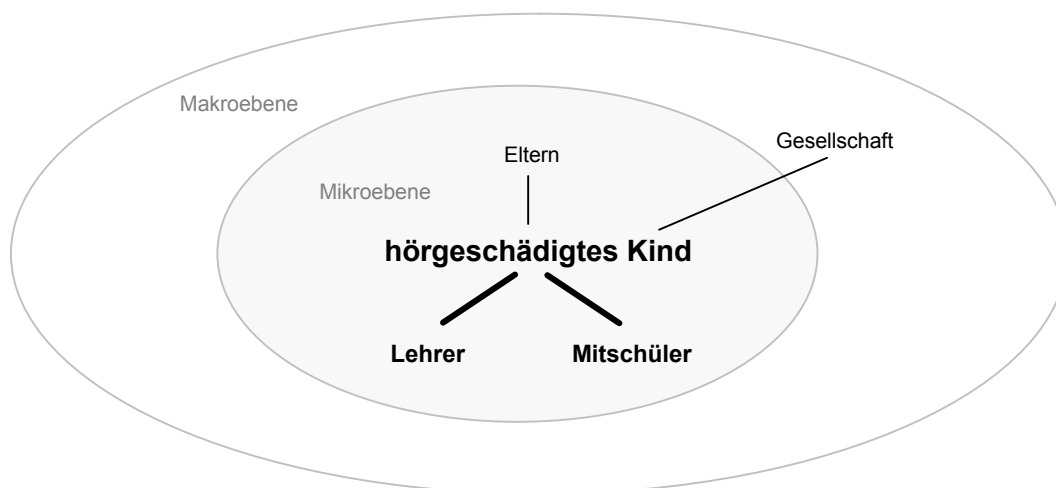 Makroebene
Gesellschaft
Eltern
Mikroebene
hörgeschädigtes Kind
Lehrer Mitschüler